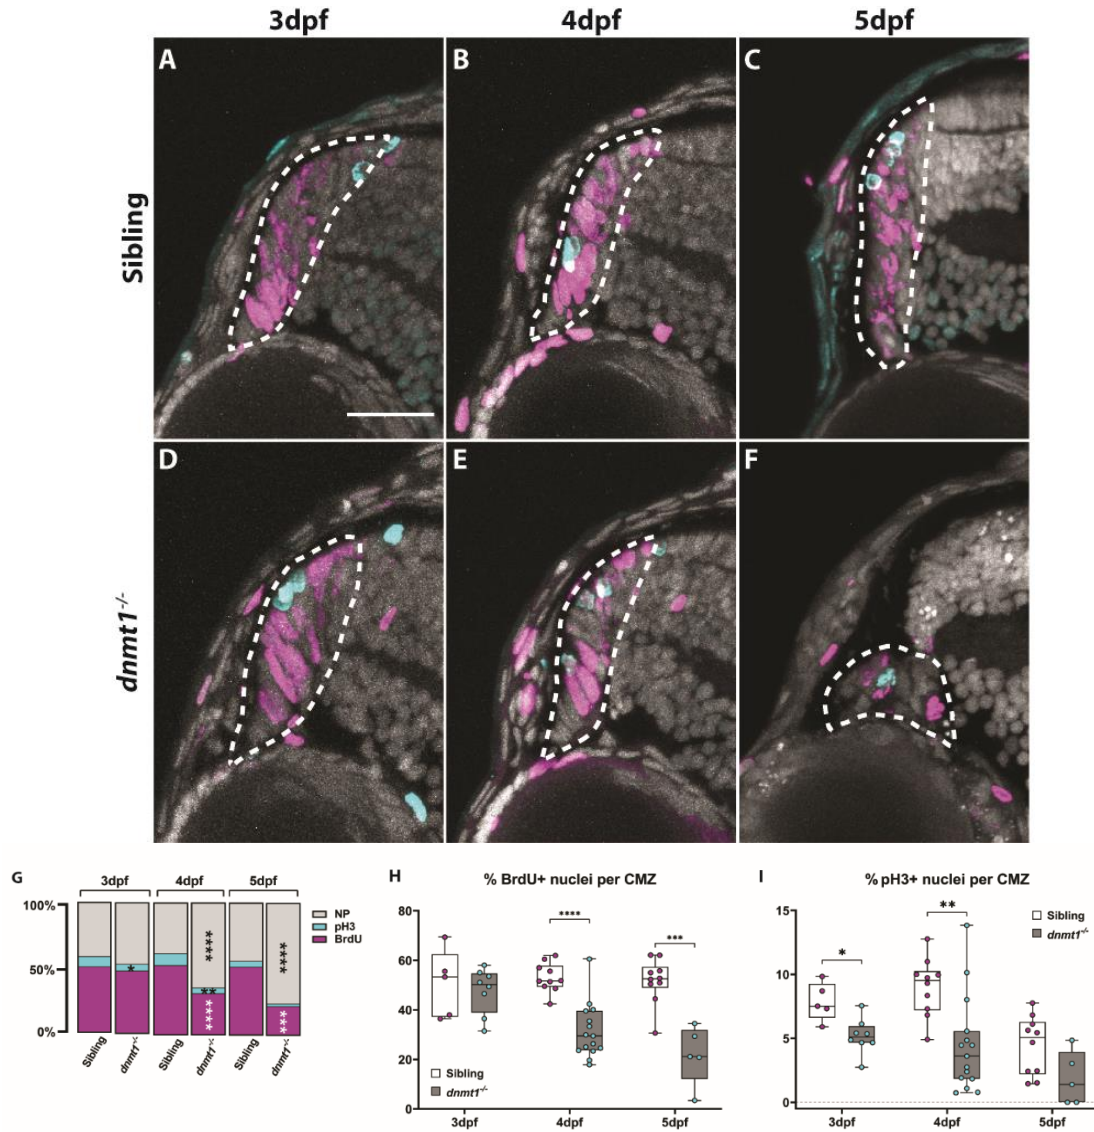 3dpf 4dpf 5dpf
Sibling
A B C
dnmt1-/-
D E F
G
3dpf 4dpf 5dpf
100%
50%
0%
****
****
*
**
****
***
NP
pH3
BrdU
Sibling dnmt1-/- Sibling dnmt1-/- Sibling dnmt1-/-
H
% BrdU+ nuclei per CMZ
80
60
40
20
0
****
***
Sibling
dnmt1-/-
3dpf 4dpf 5dpf
I
% pH3+ nuclei per CMZ
15
10
5
0
*
**
Sibling
dnmt1-/-
3dpf 4dpf 5dpf